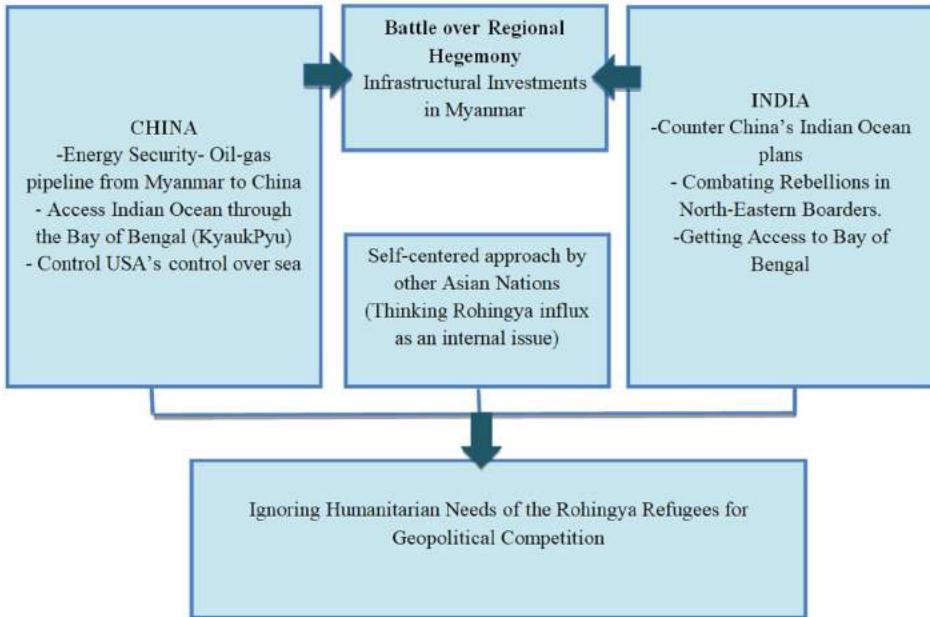 Battle over Regional
Hegemony
Infrastructural Investments
in Myanmar
CHINA
-Energy Security- Oil-gas
pipeline from Myanmar to China
- Access Indian Ocean through
the Bay of Bengal (KyaukPyu)
- Control USA's control over sea
INDIA
-Counter China's Indian Ocean
plans
- Combating Rebellions in
North-Eastern Boarders.
-Getting Access to Bay of
Bengal
Self-centered approach by
other Asian Nations
(Thinking Rohingya influx
as an internal issue)
Ignoring Humanitarian Needs of the Rohingya Refugees for
Geopolitical Competition